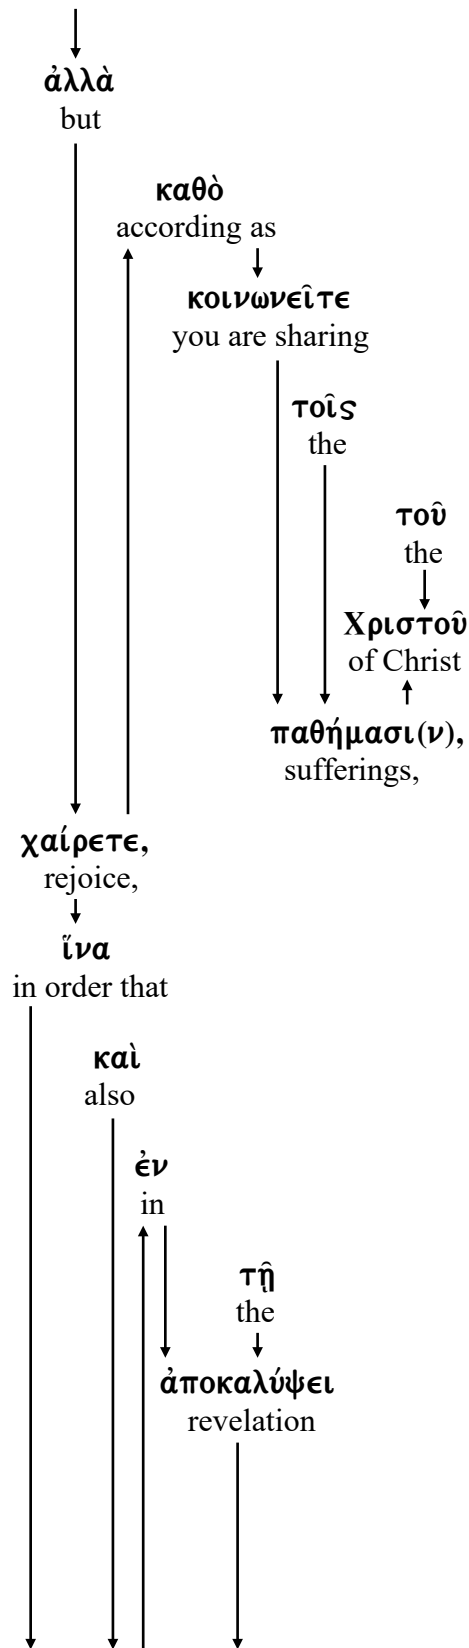 ἀλλὰ
but
καθὸ
according as
κοινωνεῖτε
you are sharing
τοῖς
the
τοῦ
the
Χριστοῦ
of Christ
παθήμασι(ν),
sufferings,
χαίρετε,
rejoice,
ἵνα
in order that
καὶ
also
ἐν
in
τῇ
the
ἀποκαλύψει
revelation